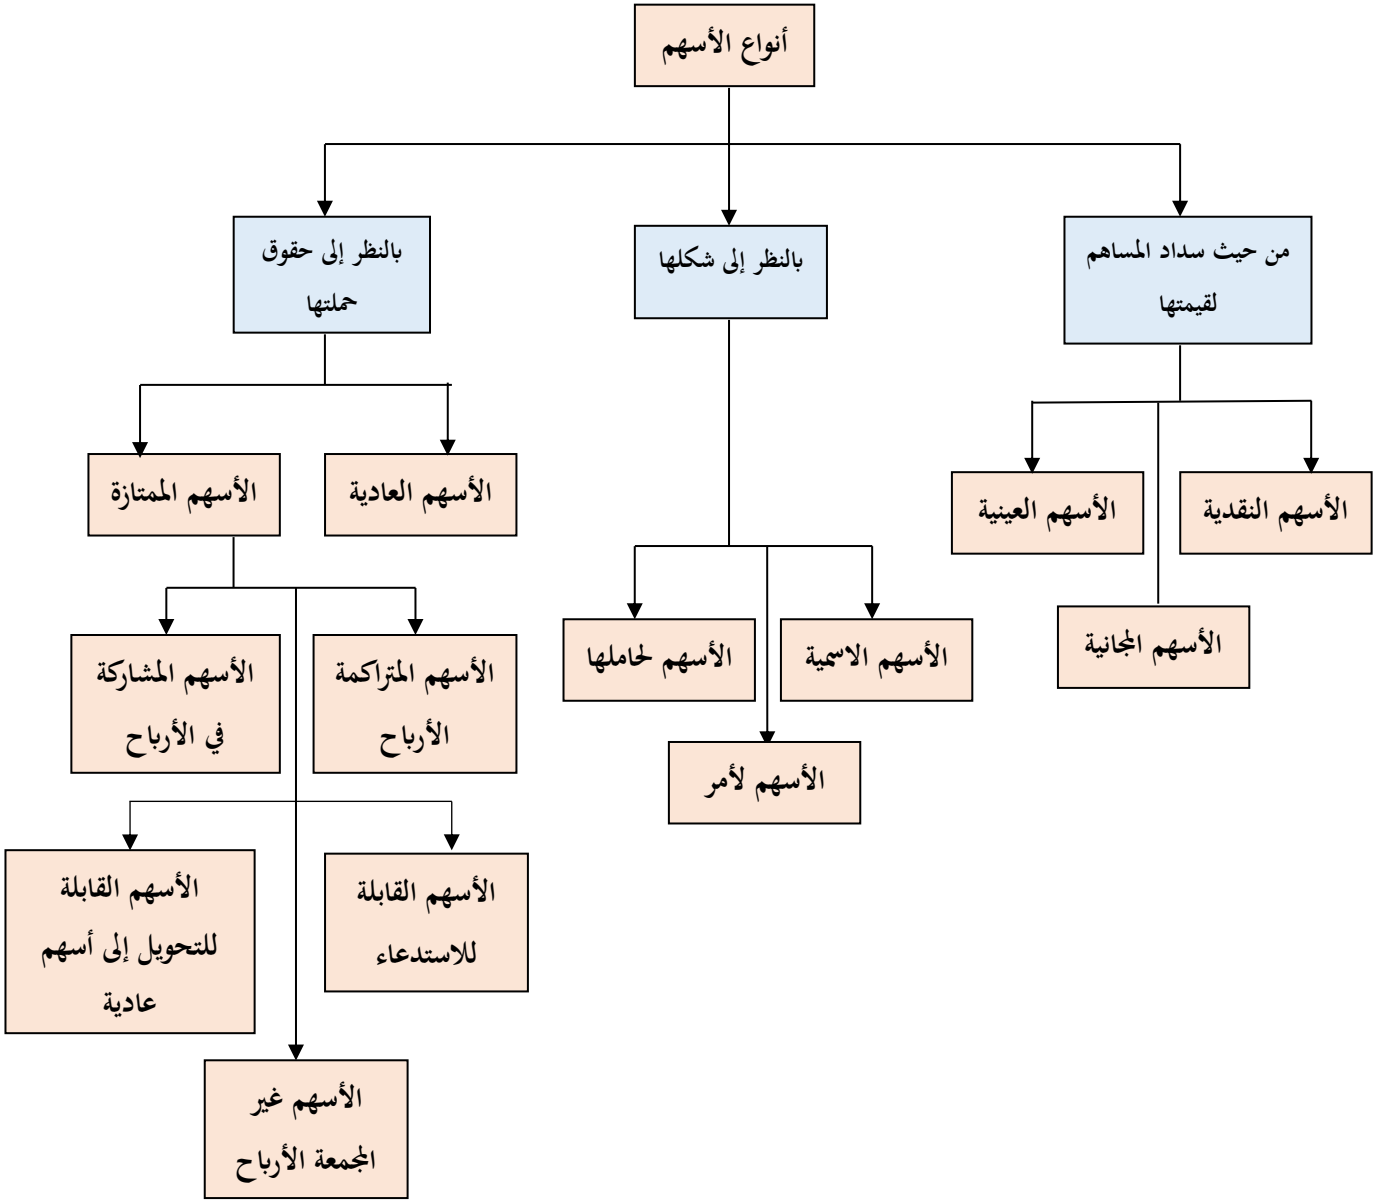 أنواع الأسهم
من حيث سداد المساهم
لقيمتها
بالنظر إلى شكلها
بالنظر إلى حقوق
حملتها
الأسهم النقدية
الأسهم العينية
الأسهم المجانية
الأسهم الاسمية
الأسهم لحاملها
الأسهم لأمر
الأسهم العادية
الأسهم الممتازة
الأسهم المتراكمة
الأرباح
الأسهم المشاركة
في الأرباح
الأسهم القابلة
للاستدعاء
الأسهم القابلة
للتحويل إلى أسهم
عادية
الأسهم غير
المجمعة الأرباح